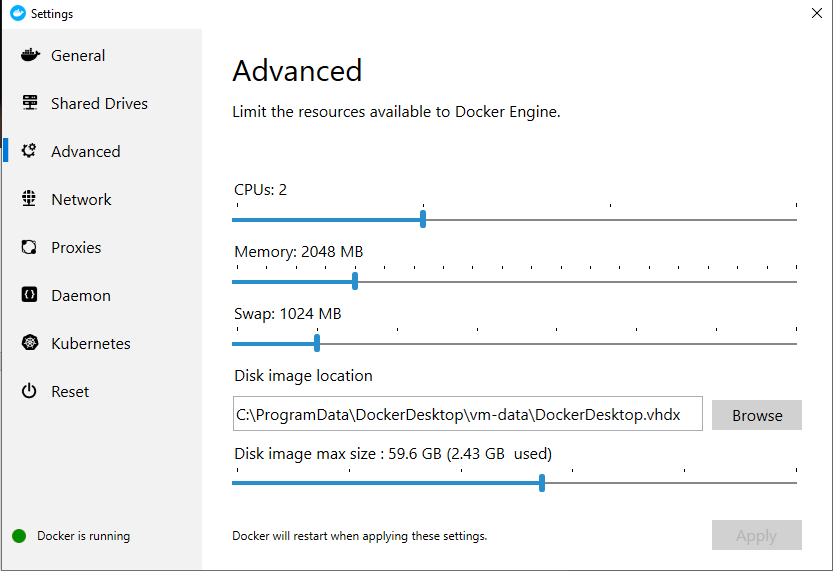 Settings
General
Shared Drives
Advanced
Network
Proxies
Daemon
Kubernetes
Reset
Docker is running
Advanced
Limit the resources available to Docker Engine.
CPUs: 2
Memory: 2048 MB
Swap: 1024 MB
Disk image location
C:\ProgramData\DockerDesktop\vm-data\DockerDesktop.vhdx
Browse
Disk image max size : 59.6 GB (2.43 GB  used)
Docker will restart when applying these settings.
Apply